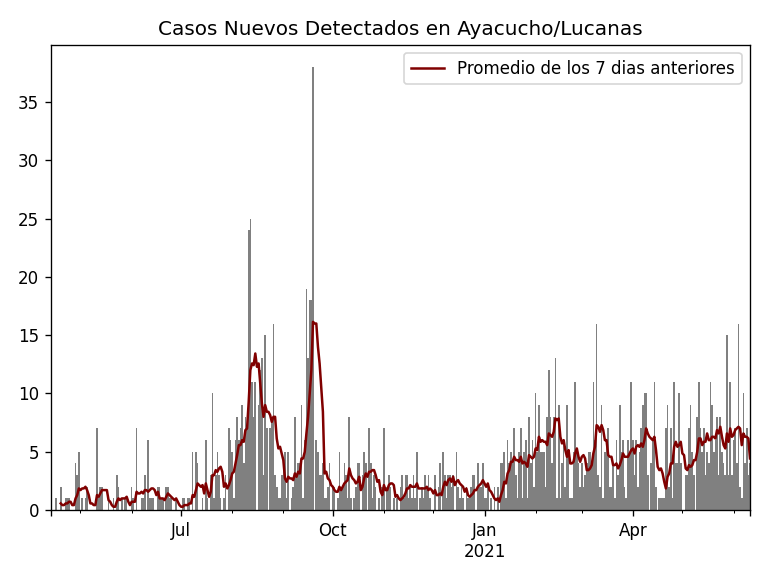 Casos Nuevos Detectados en Ayacucho/Lucanas
Promedio de los 7 dias anteriores
35
30
25
20
15
10
5
0
Jul
Oct
Jan
2021
Apr